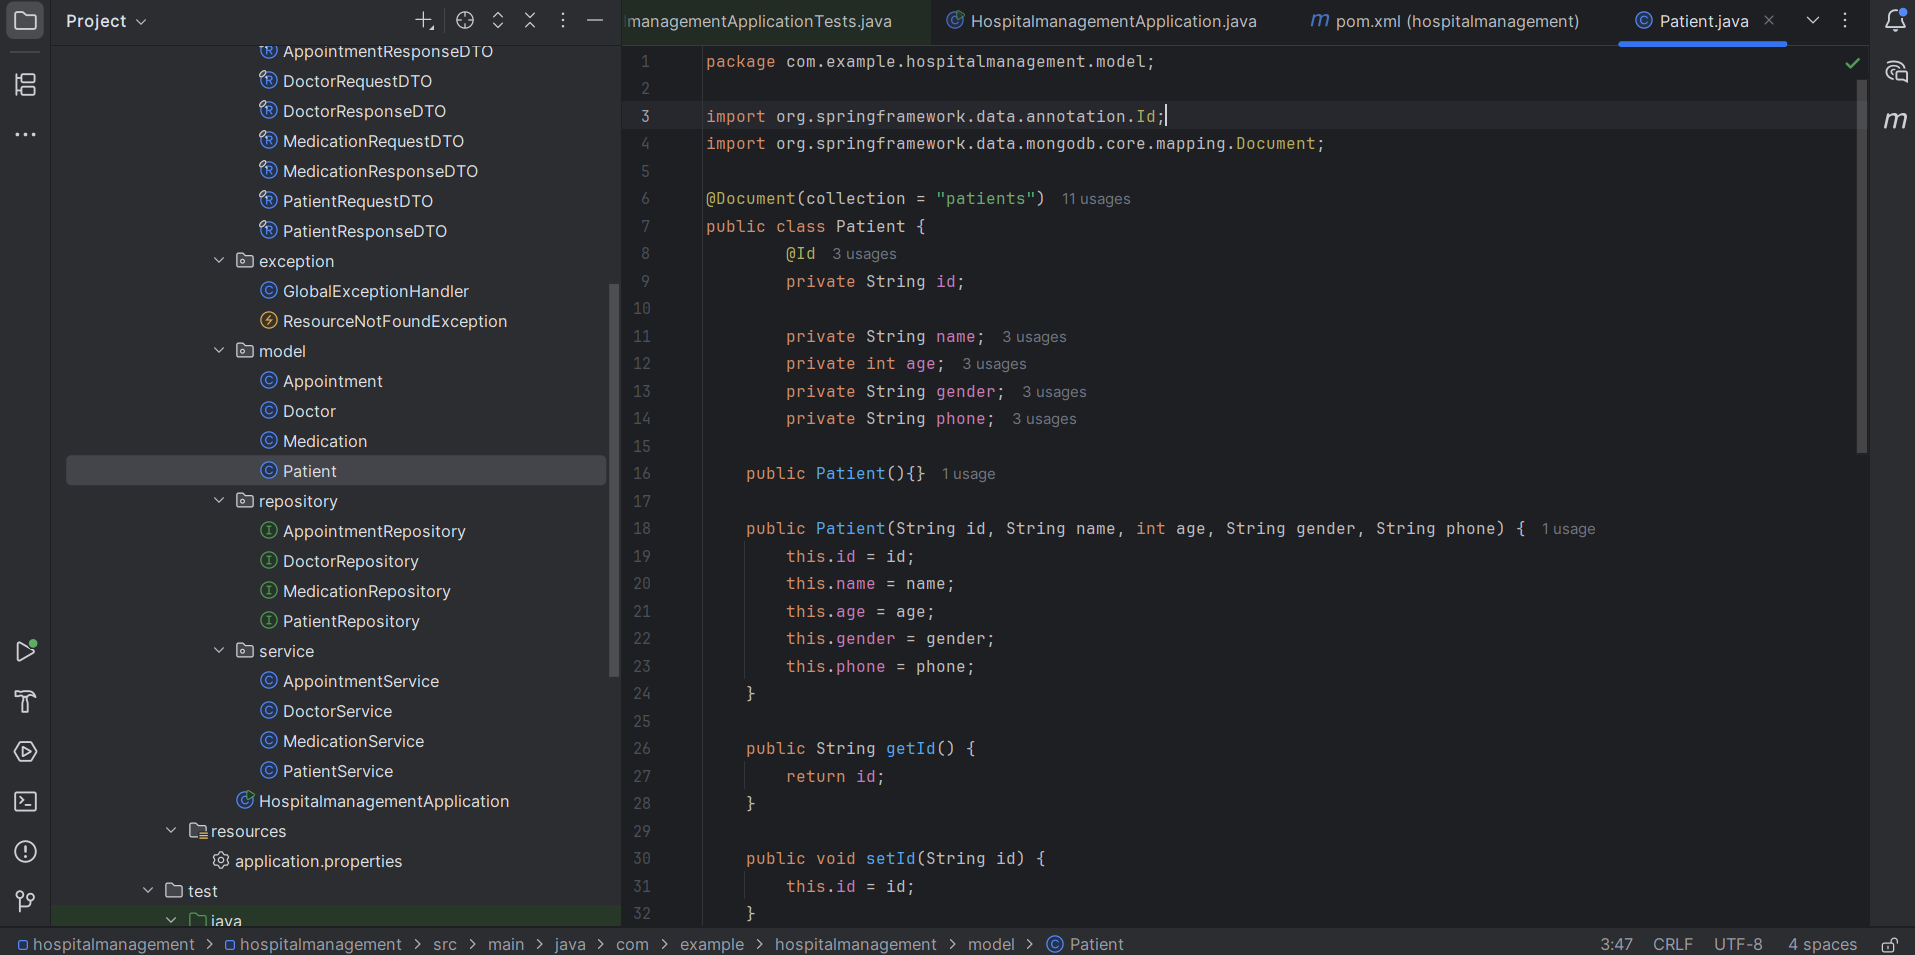 Project
managementApplicationTests.java
HospitalmanagementApplication.java
m pom.xml (hospitalmanagement)
Patient.java
AppointmentResponseDTO
DoctorRequestDTO
DoctorResponseDTO
MedicationRequestDTO
MedicationResponseDTO
PatientRequestDTO
PatientResponseDTO
exception
GlobalExceptionHandler
ResourceNotFoundException
model
Appointment
Doctor
Medication
Patient
repository
AppointmentRepository
DoctorRepository
MedicationRepository
PatientRepository
service
AppointmentService
DoctorService
MedicationService
PatientService
HospitalmanagementApplication
resources
application.properties
test
java
1 package com.example.hospitalmanagement.model;
2
3 import org.springframework.data.annotation.Id;
4 import org.springframework.data.mongodb.core.mapping.Document;
5
6 @Document(collection = "patients") 11 usages
7 public class Patient {
8 @Id 3 usages
9 private String id;
10
11 private String name; 3 usages
12 private int age; 3 usages
13 private String gender; 3 usages
14 private String phone; 3 usages
15
16 public Patient(){} 1 usage
17
18 public Patient(String id, String name, int age, String gender, String phone) { 1 usage
19 this.id = id;
20 this.name = name;
21 this.age = age;
22 this.gender = gender;
23 this.phone = phone;
24 }
25
26 public String getId() {
27 return id;
28 }
29
30 public void setId(String id) {
31 this.id = id;
32 }
m
hospitalmanagement > hospitalmanagement > src > main > java > com > example > hospitalmanagement > model > Patient
3:47 CRLF UTF-8 4 spaces